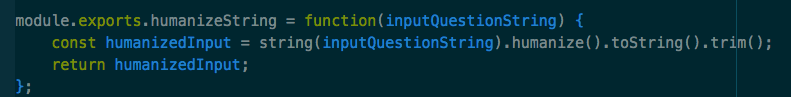 module.exports.humanizeString = function(inputQuestionString) {
    const humanizedInput = string(inputQuestionString).humanize().toString().trim();
    return humanizedInput;
};